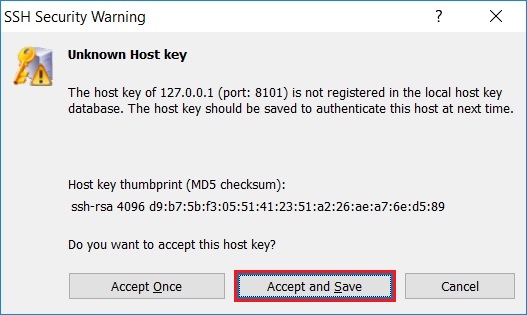 SSH Security Warning
Unknown Host key
The host key of 127.0.0.1 (port: 8101) is not registered in the local host key
database. The host key should be saved to authenticate this host at next time.
Host key thumbprint (MD5 checksum):
ssh-rsa 4096 d9:b7:5b:f3:05:51:41:23:51:a2:26:ae:a7:6e:d5:89
Do you want to accept this host key?
Accept Once Accept and Save Cancel